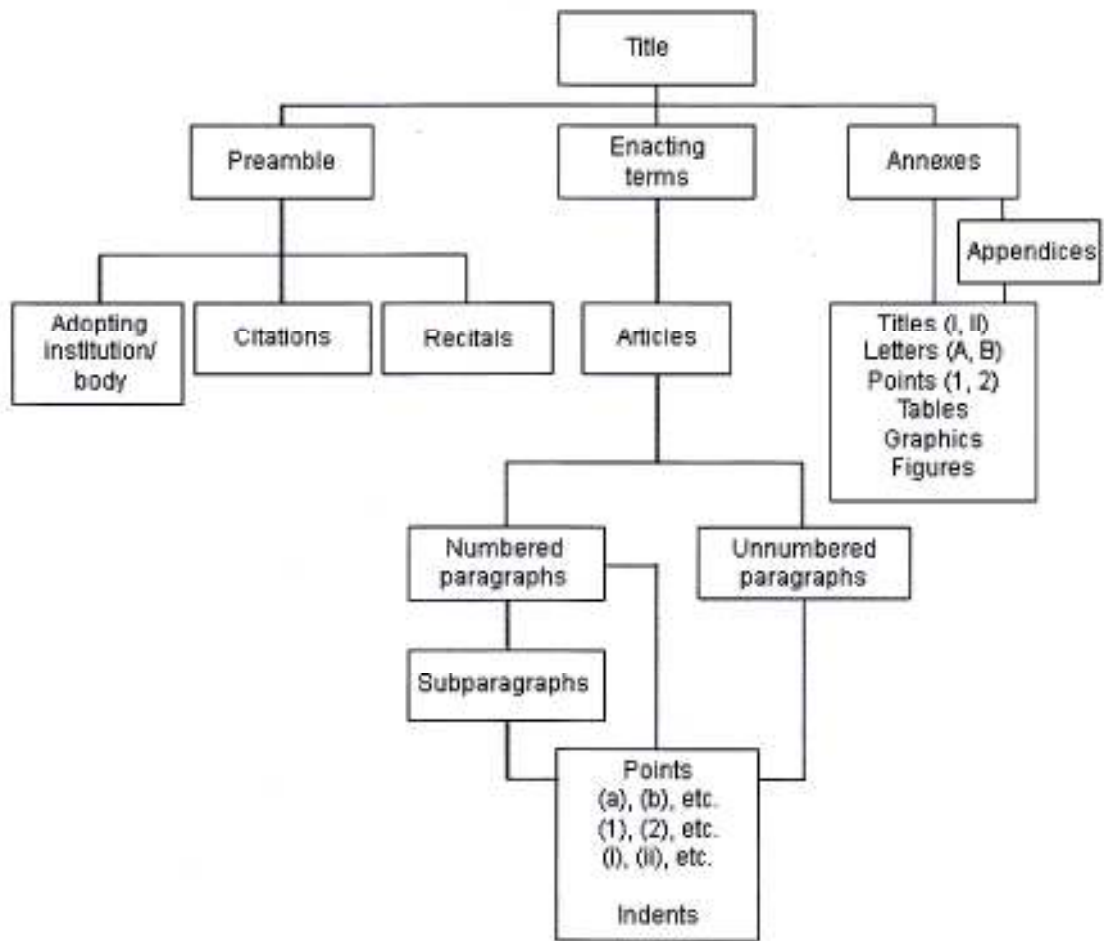 Title
Preamble
Enacting
terms
Annexes
Appendices
Adopting
institution/
body
Citations
Recitals
Articles
Titles (I, II)
Letters (A, B)
Points (1, 2)
Tables
Graphics
Figures
Numbered
paragraphs
Unnumbered
paragraphs
Subparagraphs
Points
(a), (b), etc.
(1), (2), etc.
(i), (ii), etc.
Indents